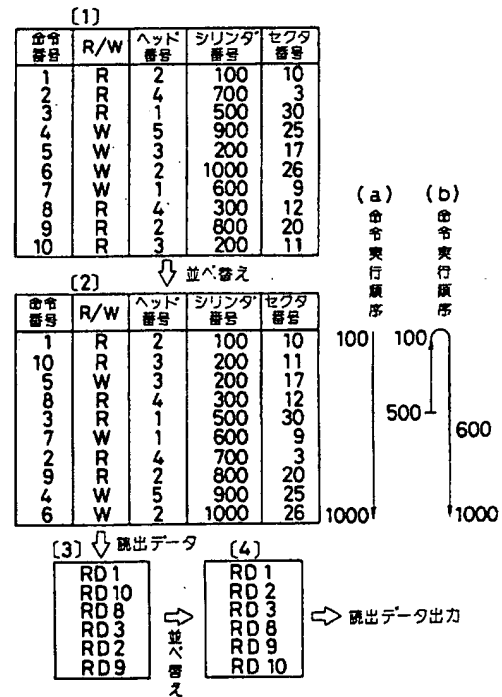 [1]
命令番号 R/W ヘッド番号 シリンダ番号 セクタ番号
1 R 2 100 10
2 R 4 700 3
3 R 1 500 30
4 W 5 900 25
5 W 3 200 17
6 W 2 1000 26
7 W 1 600 9
8 R 4 300 12
9 R 2 800 20
10 R 3 200 11
並べ替え
[2]
命令番号 R/W ヘッド番号 シリンダ番号 セクタ番号
1 R 2 100 10
10 R 3 200 11
5 W 3 200 17
8 R 4 300 12
3 R 1 500 30
7 W 1 600 9
2 R 4 700 3
9 R 2 800 20
4 W 5 900 25
6 W 2 1000 26
(a)
命令実行順序
100
1000
(b)
命令実行順序
100
500
600
1000
読出データ
[3]
RD1
RD10
RD8
RD3
RD2
RD9
並べ替え
[4]
RD1
RD2
RD3
RD8
RD9
RD10
読出データ出力